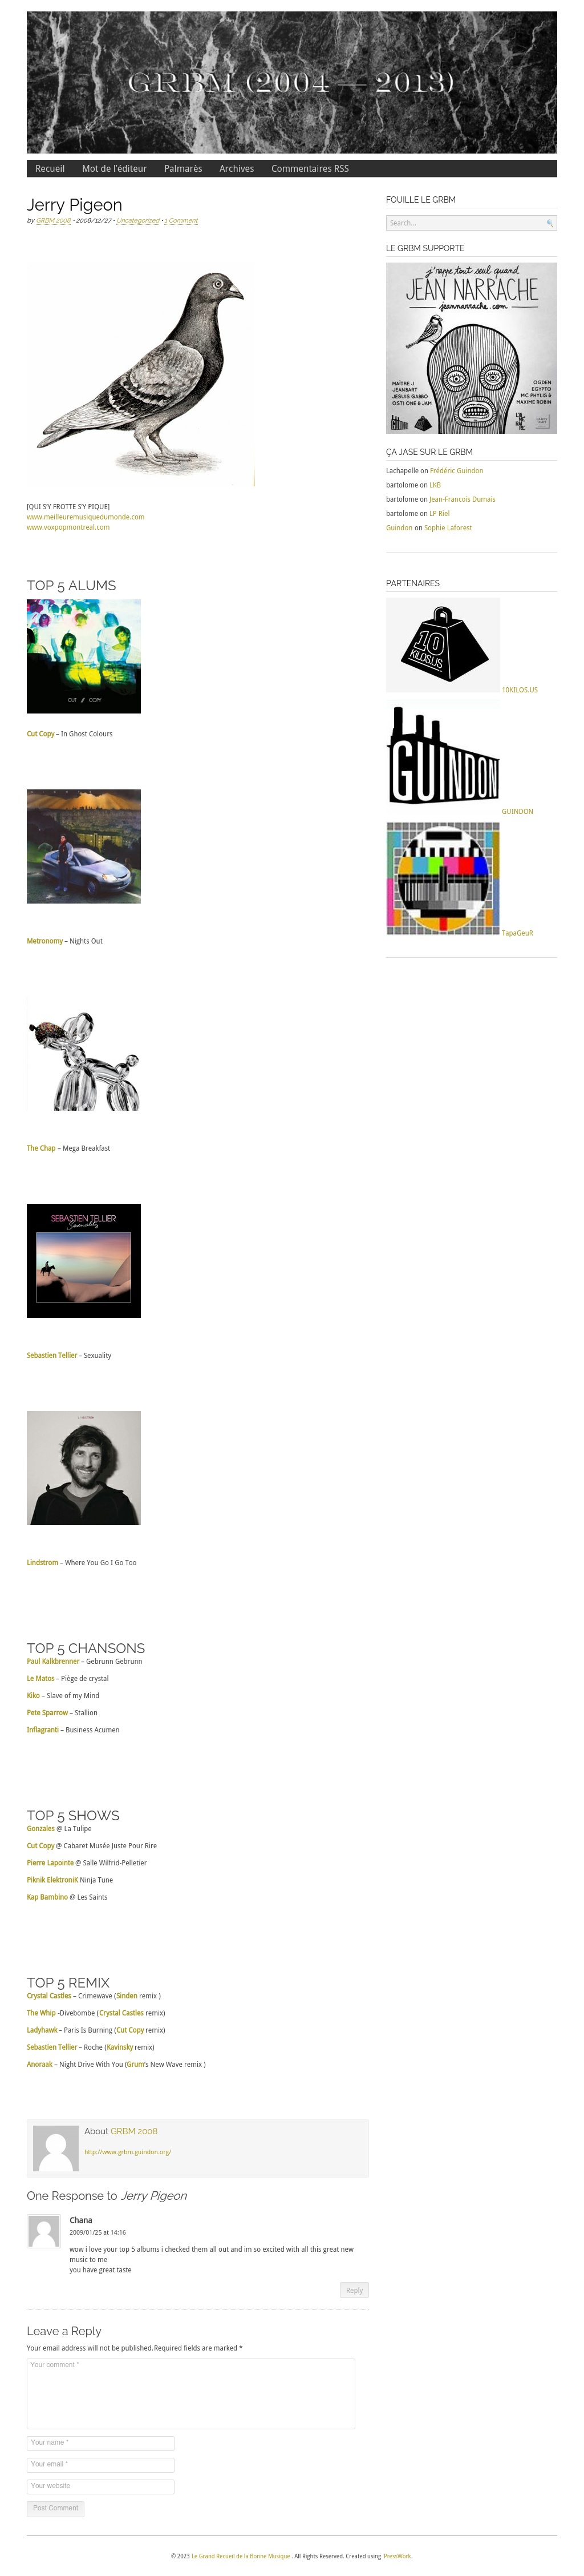 GRBM (2004 — 2013)
Recueil Mot de l'éditeur Palmarès Archives Commentaires RSS
Jerry Pigeon
by GRBM 2008 • 2008/12/27 • Uncategorized • 1 Comment
[QUI S'Y FROTTE S'Y PIQUE]
www.meilleuremusiquedumonde.com
www.voxpopmontreal.com
TOP 5 ALUMS
CUT // COPY
Cut Copy – In Ghost Colours
Metronomy – Nights Out
The Chap – Mega Breakfast
SEBASTIEN TELLIER
Sexuality
Sebastien Tellier – Sexuality
Lindstrom – Where You Go I Go Too
TOP 5 CHANSONS
Paul Kalkbrenner – Gebrunn Gebrunn
Le Matos – Piège de crystal
Kiko – Slave of my Mind
Pete Sparrow – Stallion
Inflagranti – Business Acumen
TOP 5 SHOWS
Gonzales @ La Tulipe
Cut Copy @ Cabaret Musée Juste Pour Rire
Pierre Lapointe @ Salle Wilfrid-Pelletier
Piknik ElektroniK Ninja Tune
Kap Bambino @ Les Saints
TOP 5 REMIX
Crystal Castles – Crimewave (Sinden remix )
The Whip -Divebombe (Crystal Castles remix)
Ladyhawk – Paris Is Burning (Cut Copy remix)
Sebastien Tellier – Roche (Kavinsky remix)
Anoraak – Night Drive With You (Grum's New Wave remix )
About GRBM 2008
http://www.grbm.guindon.org/
One Response to Jerry Pigeon
Chana
2009/01/25 at 14:16
wow i love your top 5 albums i checked them all out and im so excited with all this great new
music to me
you have great taste
Reply
Leave a Reply
Your email address will not be published. Required fields are marked *
Your comment *
Your name *
Your email *
Your website
Post Comment
FOUILLE LE GRBM
Search...
LE GRBM SUPPORTE
j'rappe tout seul quand
JEAN NARRACHE
jeannarrache.com
MAITRE J
JEANBART
JESUIS GABBO
OSTI ONE & JAM
OGDEN
EGYPTO
MC PHYLIS &
MAXIME ROBIN
ÇA JASE SUR LE GRBM
Lachapelle on Frédéric Guindon
bartolome on LKB
bartolome on Jean-Francois Dumais
bartolome on LP Riel
Guindon on Sophie Laforest
PARTENAIRES
10
KILOS.US
10KILOS.US
GUINDON
GUINDON
TapaGeuR
© 2023 Le Grand Recueil de la Bonne Musique . All Rights Reserved. Created using PressWork.